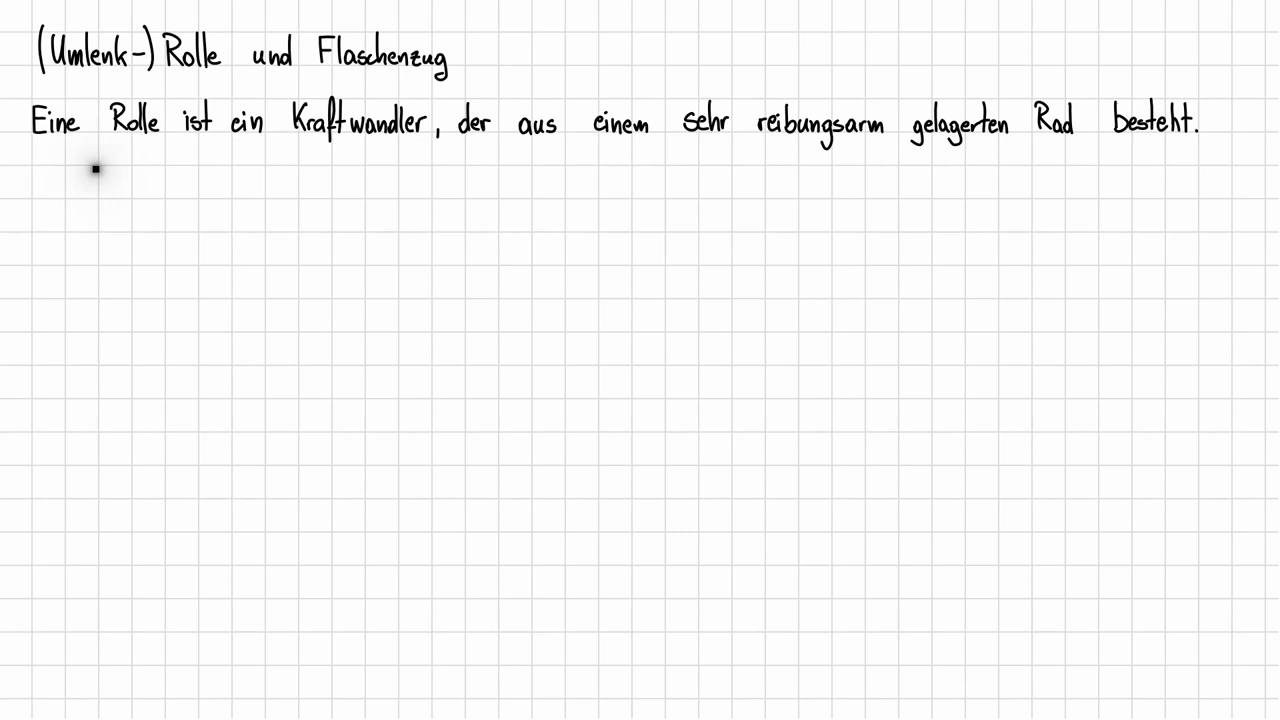 (Umlenk-) Rolle und Flaschenzug
Eine Rolle ist ein Kraftwandler, der aus einem sehr reibungsarm gelagerten Rad besteht.